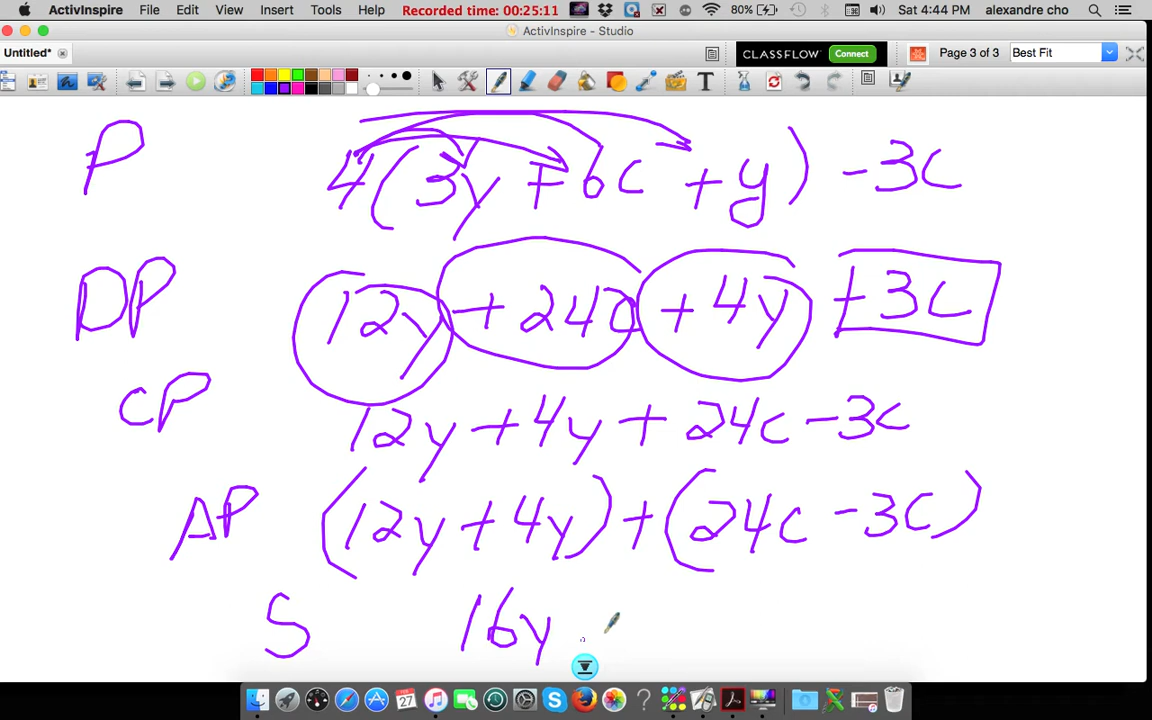 ActivInspire File Edit View Insert Tools Recorded time: 00:25:11 80% Sat 4:44 PM alexandre cho
ActivInspire - Studio
Untitled* CLASSFLOW Connect Page 3 of 3 Best Fit
T
P 4(3y + 6c + y) - 3c
DP 12y + 24c + 4y - 3c
CP 12y + 4y + 24c - 3c
AP (12y + 4y) + (24c - 3c)
S 16y
FEB 27